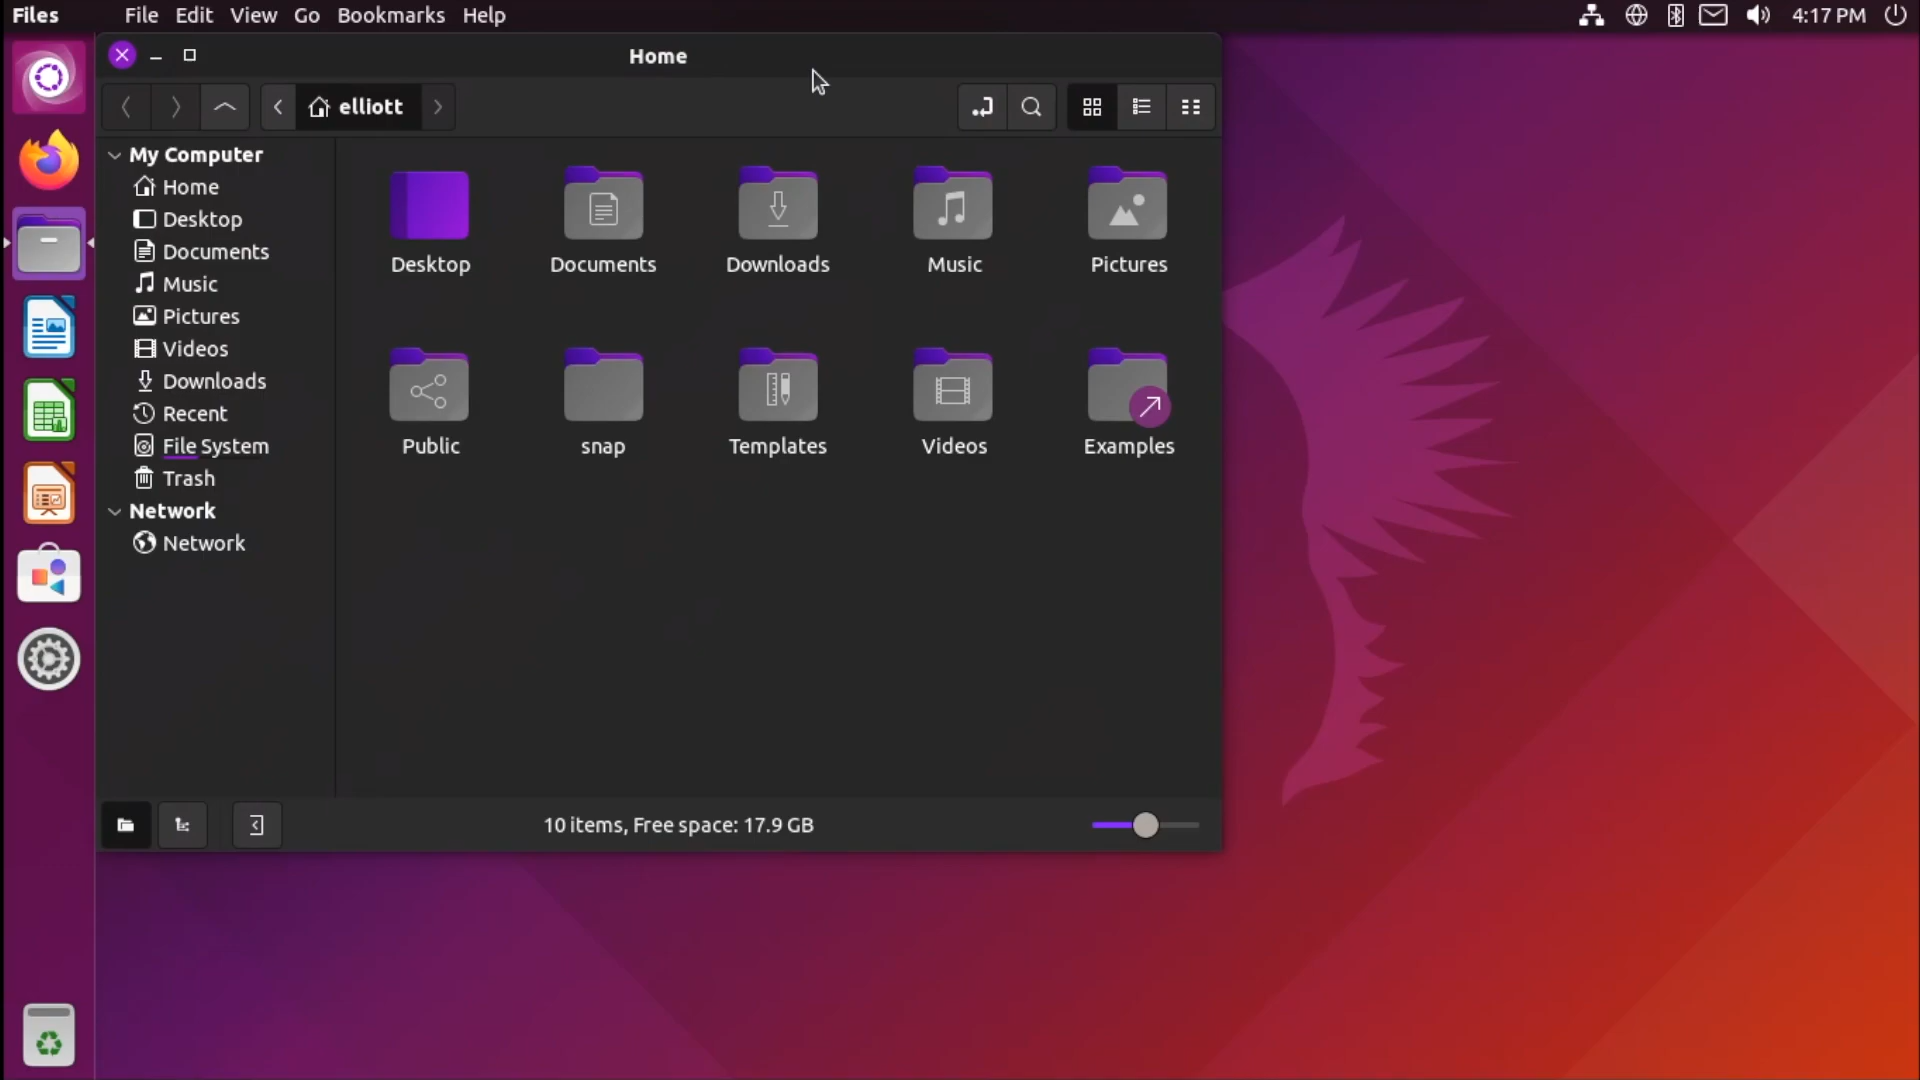 Files File Edit View Go Bookmarks Help 4:17 PM
Home
elliott
My Computer
Home
Desktop
Documents
Music
Pictures
Videos
Downloads
Recent
File System
Trash
Network
Network
Desktop Documents Downloads Music Pictures
Public snap Templates Videos Examples
10 items, Free space: 17.9 GB